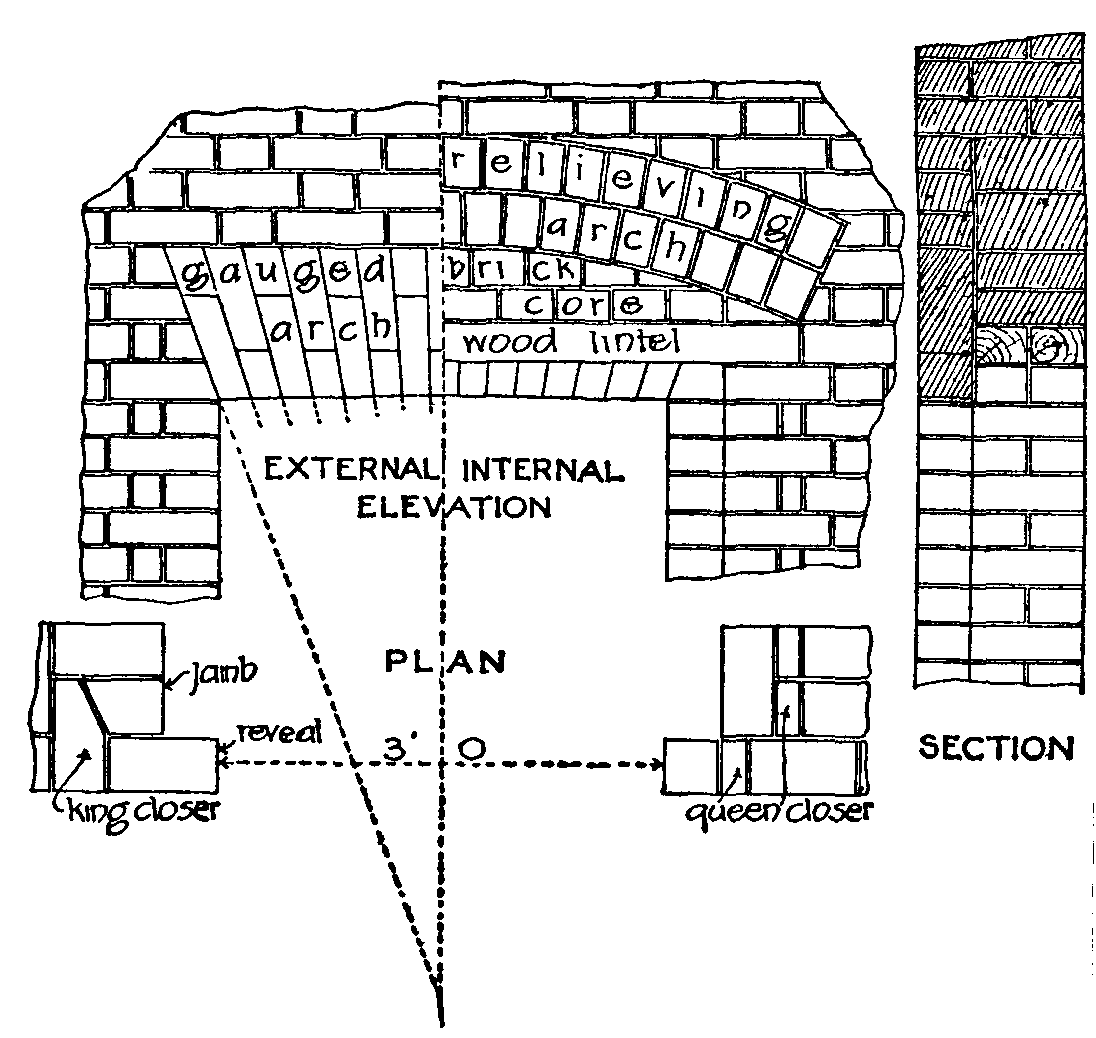 relieving
arch
gauged
arch
brick
core
wood lintel
EXTERNAL INTERNAL
ELEVATION
PLAN
jamb
reveal
3' 0
king closer
queen closer
SECTION